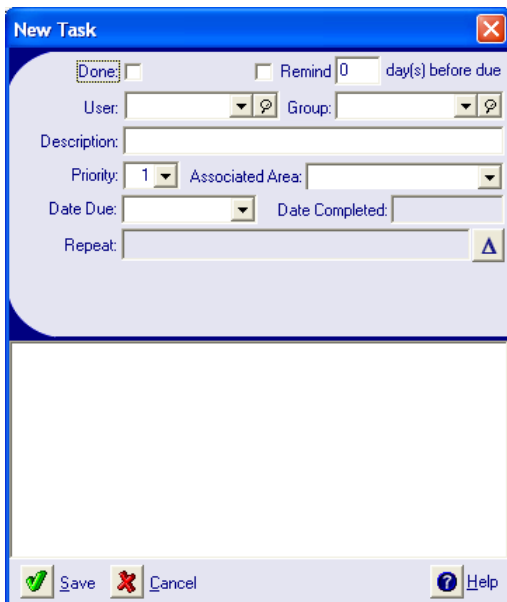 New Task
Done: Remind 0 day(s) before due
User: Group:
Description:
Priority: 1 Associated Area:
Date Due: Date Completed:
Repeat: Δ
Save Cancel Help